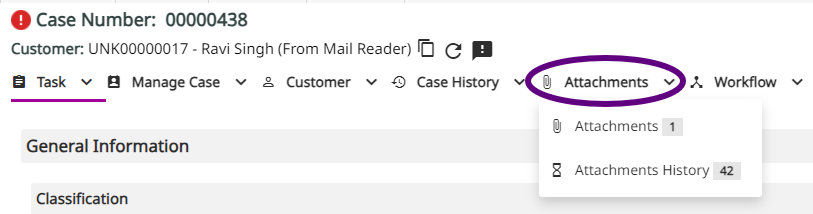 Case Number: 00000438
Customer: UNK00000017 - Ravi Singh (From Mail Reader)
Task Manage Case Customer Case History Attachments Workflow
Attachments 1
General Information
Attachments History 42
Classification